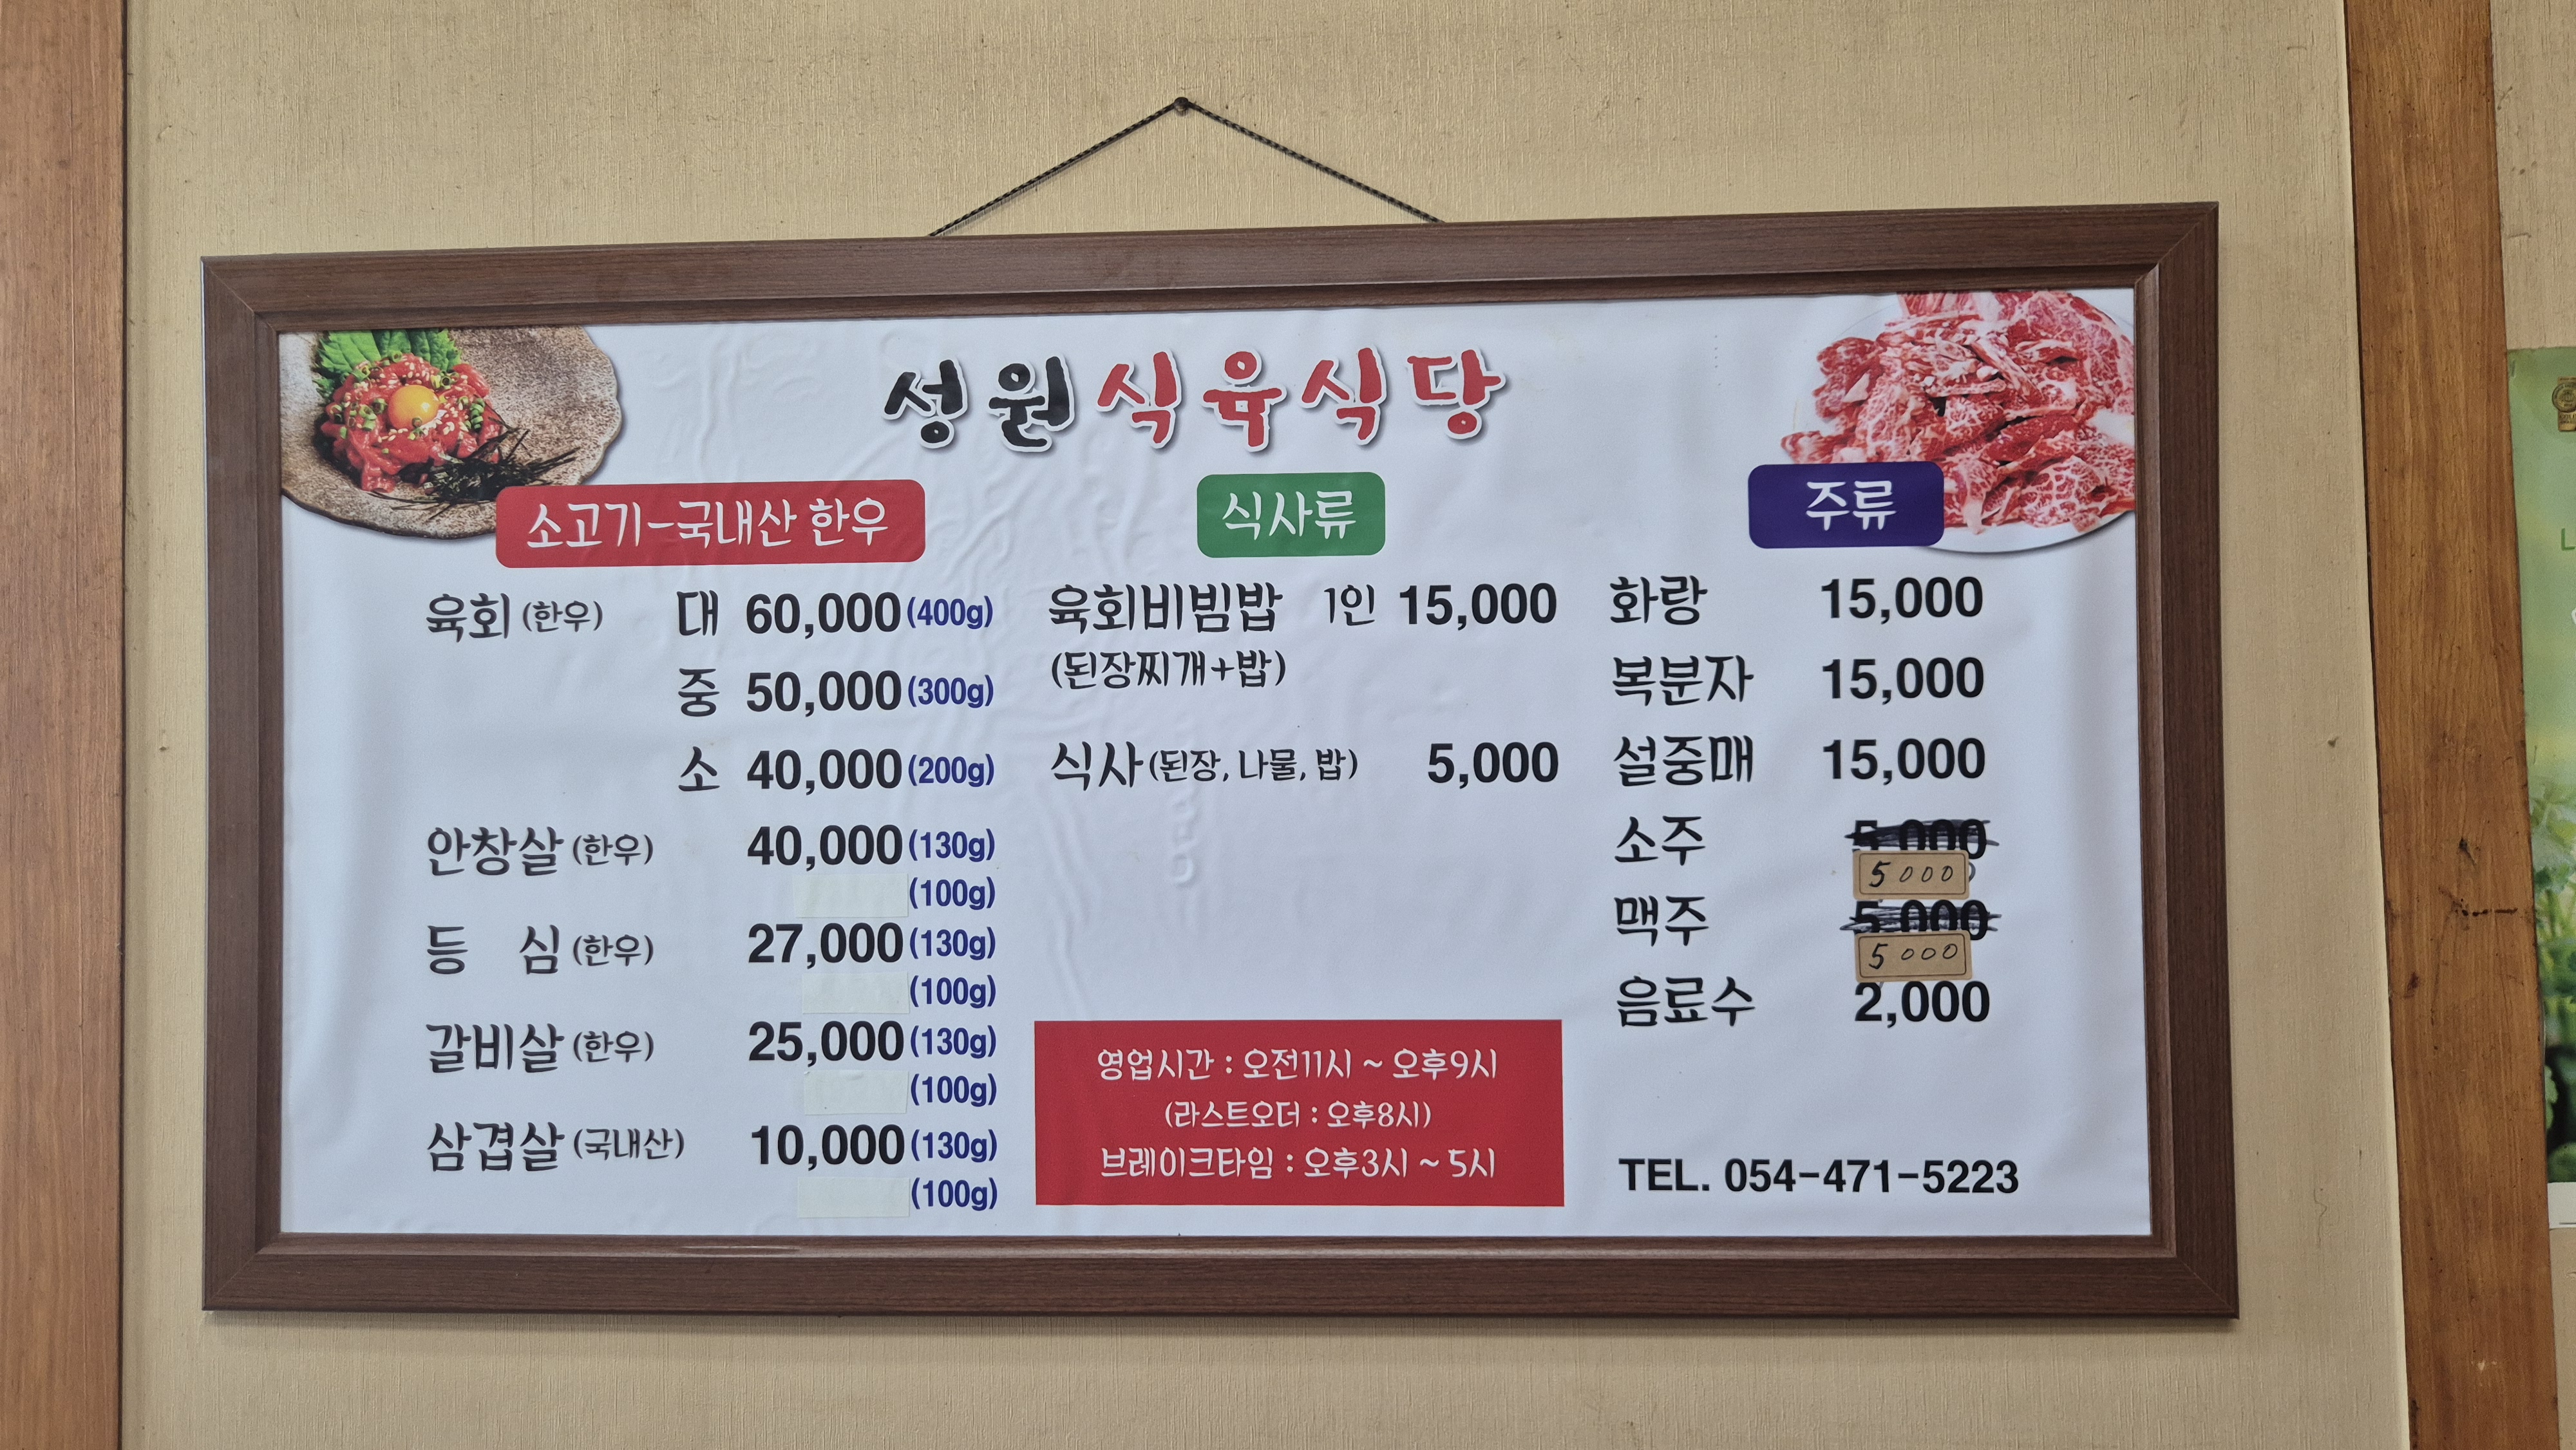 성원식육식당
소고기-국내산 한우
육회 (한우) 대 60,000 (400g)
중 50,000 (300g)
소 40,000 (200g)
안창살 (한우) 40,000 (130g)
(100g)
등 심 (한우) 27,000 (130g)
(100g)
갈비살 (한우) 25,000 (130g)
(100g)
삼겹살 (국내산) 10,000 (130g)
(100g)
식사류
육회비빔밥 1인 15,000
(된장찌개+밥)
식사 (된장, 나물, 밥) 5,000
영업시간 : 오전11시 ~ 오후9시
(라스트오더 : 오후8시)
브레이크타임 : 오후3시 ~ 5시
주류
화랑 15,000
복분자 15,000
설중매 15,000
소주 5,000
5000
맥주 5,000
5000
음료수 2,000
TEL. 054-471-5223